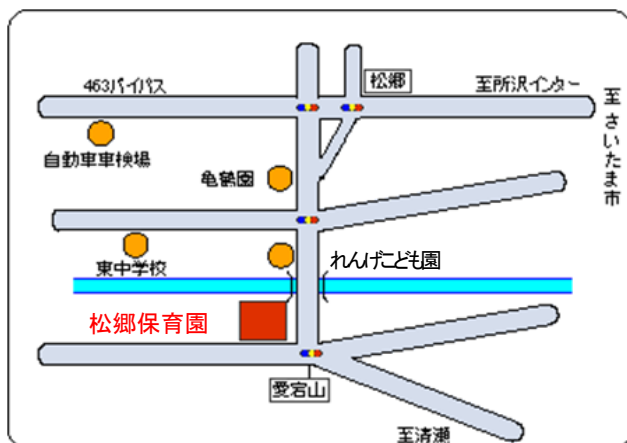 松郷
463バイパス
至所沢インター
至さいたま市
自動車車検場
亀鶴園
東中学校
れんげこども園
松郷保育園
愛宕山
至清瀬